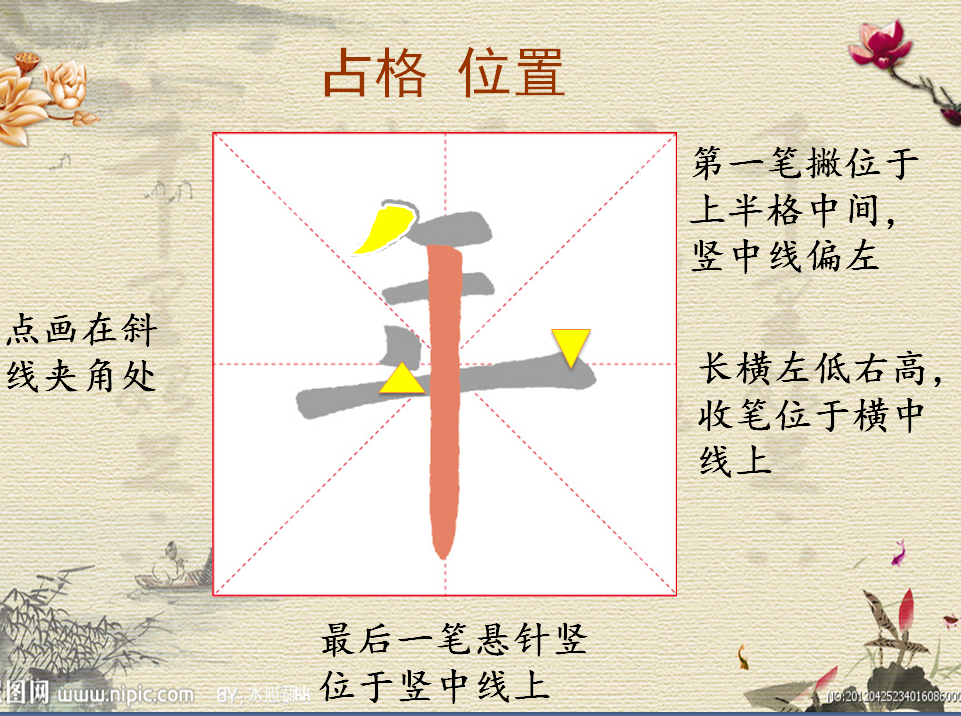 占格 位置
第一笔撇位于
上半格中间，
竖中线偏左
点画在斜
线夹角处
年
长横左低右高，
收笔位于横中
线上
最后一笔悬针竖
位于竖中线上
图网 www.nipic.com
NO:20120425234016086000